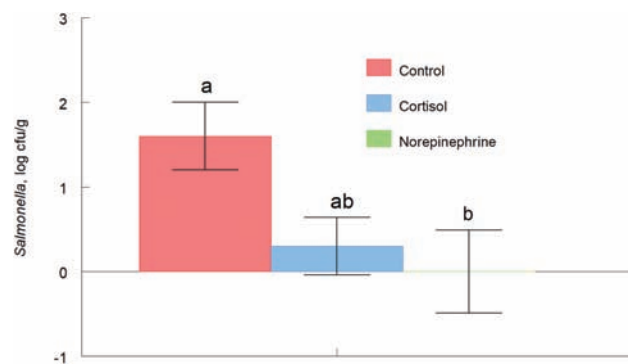 3
2
1
0
-1
Salmonella, log cfu/g
a
ab
b
Control
Cortisol
Norepinephrine